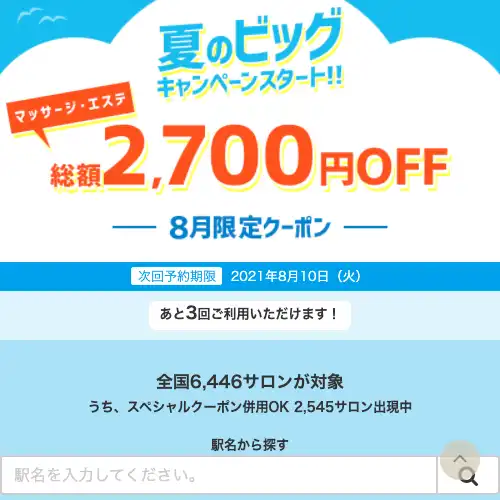 夏のビッグ
キャンペーンスタート!!
マッサージ・エステ
総額2,700円OFF
8月限定クーポン
次回予約期限 2021年8月10日（火）
あと3回ご利用いただけます！
全国6,446サロンが対象
うち、スペシャルクーポン併用OK 2,545サロン出現中
駅名から探す
駅名を入力してください。